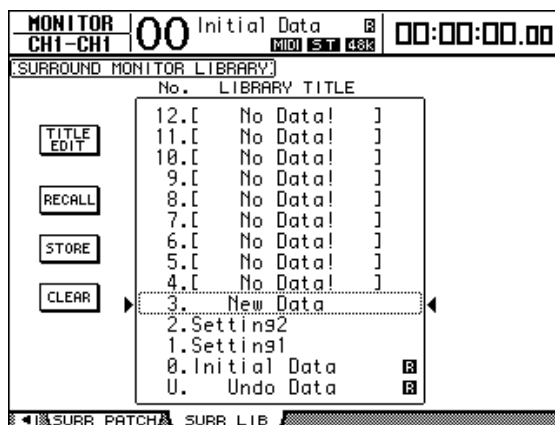 MONITOR
CH1-CH1
00 Initial Data R
MIDI ST 48k
00:00:00.00
SURROUND MONITOR LIBRARY
No. LIBRARY TITLE
12.[ No Data! ]
11.[ No Data! ]
10.[ No Data! ]
9.[ No Data! ]
8.[ No Data! ]
7.[ No Data! ]
6.[ No Data! ]
5.[ No Data! ]
4.[ No Data! ]
3. New Data
2.Setting2
1.Setting1
0.Initial Data R
U. Undo Data R
TITLE EDIT
RECALL
STORE
CLEAR
SURR PATCH
SURR LIB